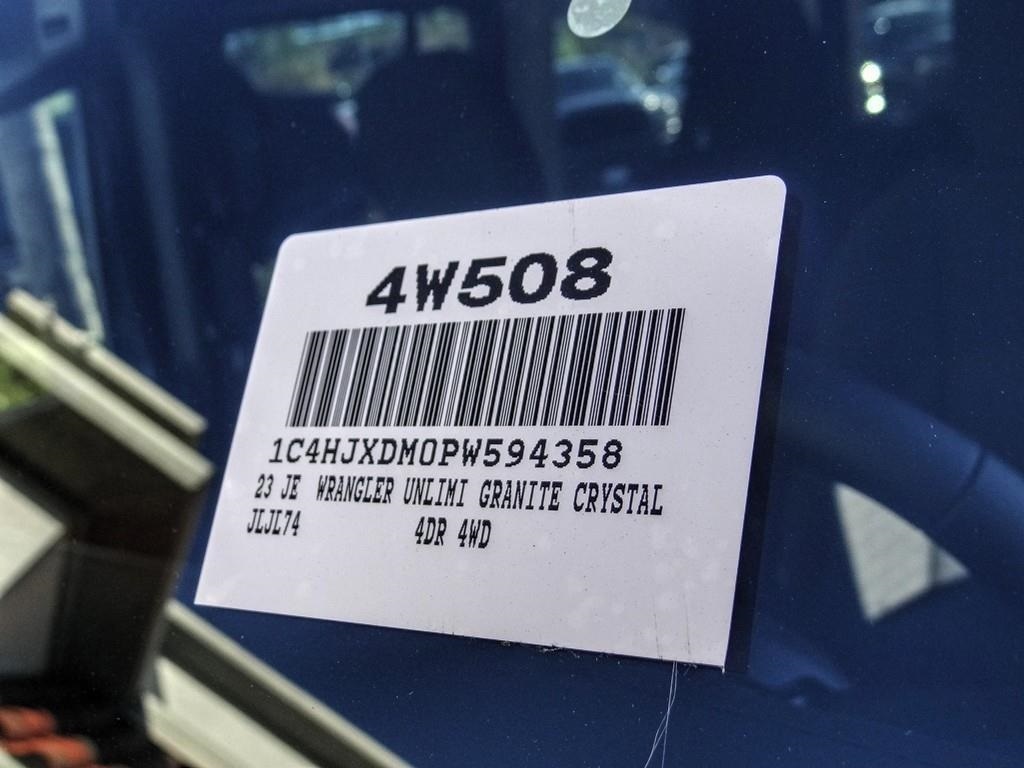 4W508
1C4HJXDM0PW594358
23 JE WRANGLER UNLIMI GRANITE CRYSTAL
JLJL74 4DR 4WD